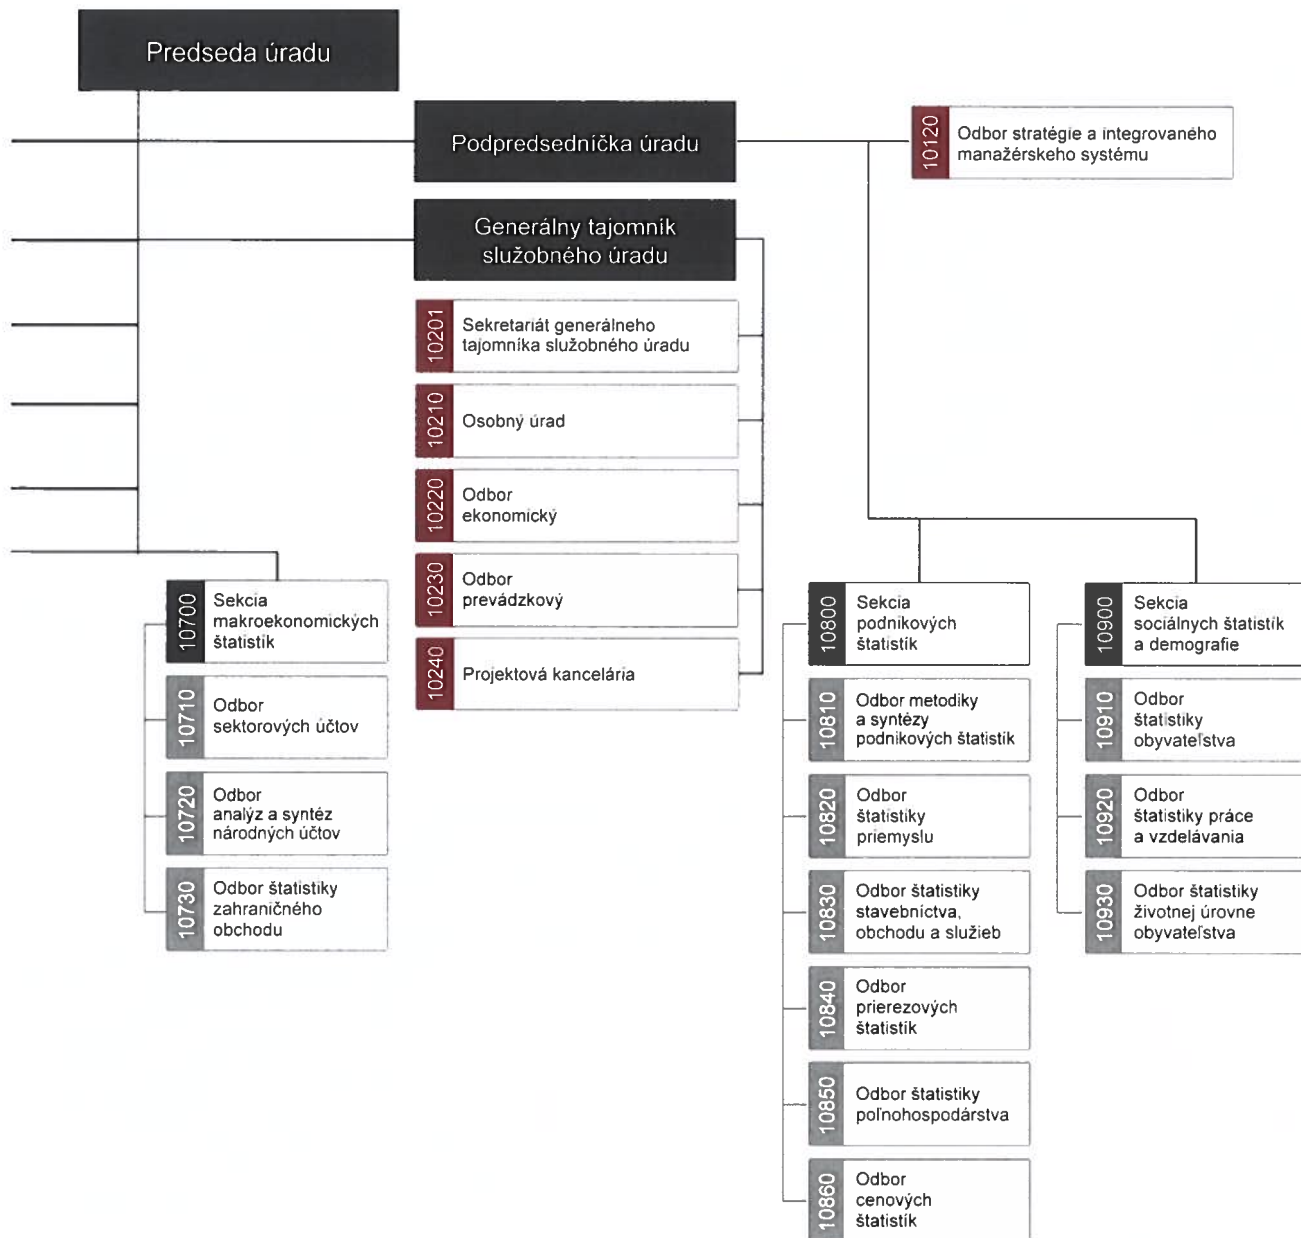 Predseda úradu
Podpredsedníčka úradu
10120
Odbor stratégie a integrovaného
manažérskeho systému
Generálny tajomník
služobného úradu
10201
Sekretariát generálneho
tajomníka služobného úradu
10210
Osobný úrad
10220
Odbor
ekonomický
10230
Odbor
prevádzkový
10240
Projektová kancelária
10700
Sekcia
makroekonomických
štatistík
10710
Odbor
sektorových účtov
10720
Odbor
analýz a syntéz
národných účtov
10730
Odbor štatistiky
zahraničného
obchodu
10800
Sekcia
podnikových
štatistík
10810
Odbor metodiky
a syntézy
podnikových štatistík
10820
Odbor
štatistiky
priemyslu
10830
Odbor štatistiky
stavebníctva,
obchodu a služieb
10840
Odbor
prierezových
štatistík
10850
Odbor štatistiky
poľnohospodárstva
10860
Odbor
cenových
štatistík
10900
Sekcia
sociálnych štatistík
a demografie
10910
Odbor
štatistiky
obyvateľstva
10920
Odbor
štatistiky práce
a vzdelávania
10930
Odbor štatistiky
životnej úrovne
obyvateľstva